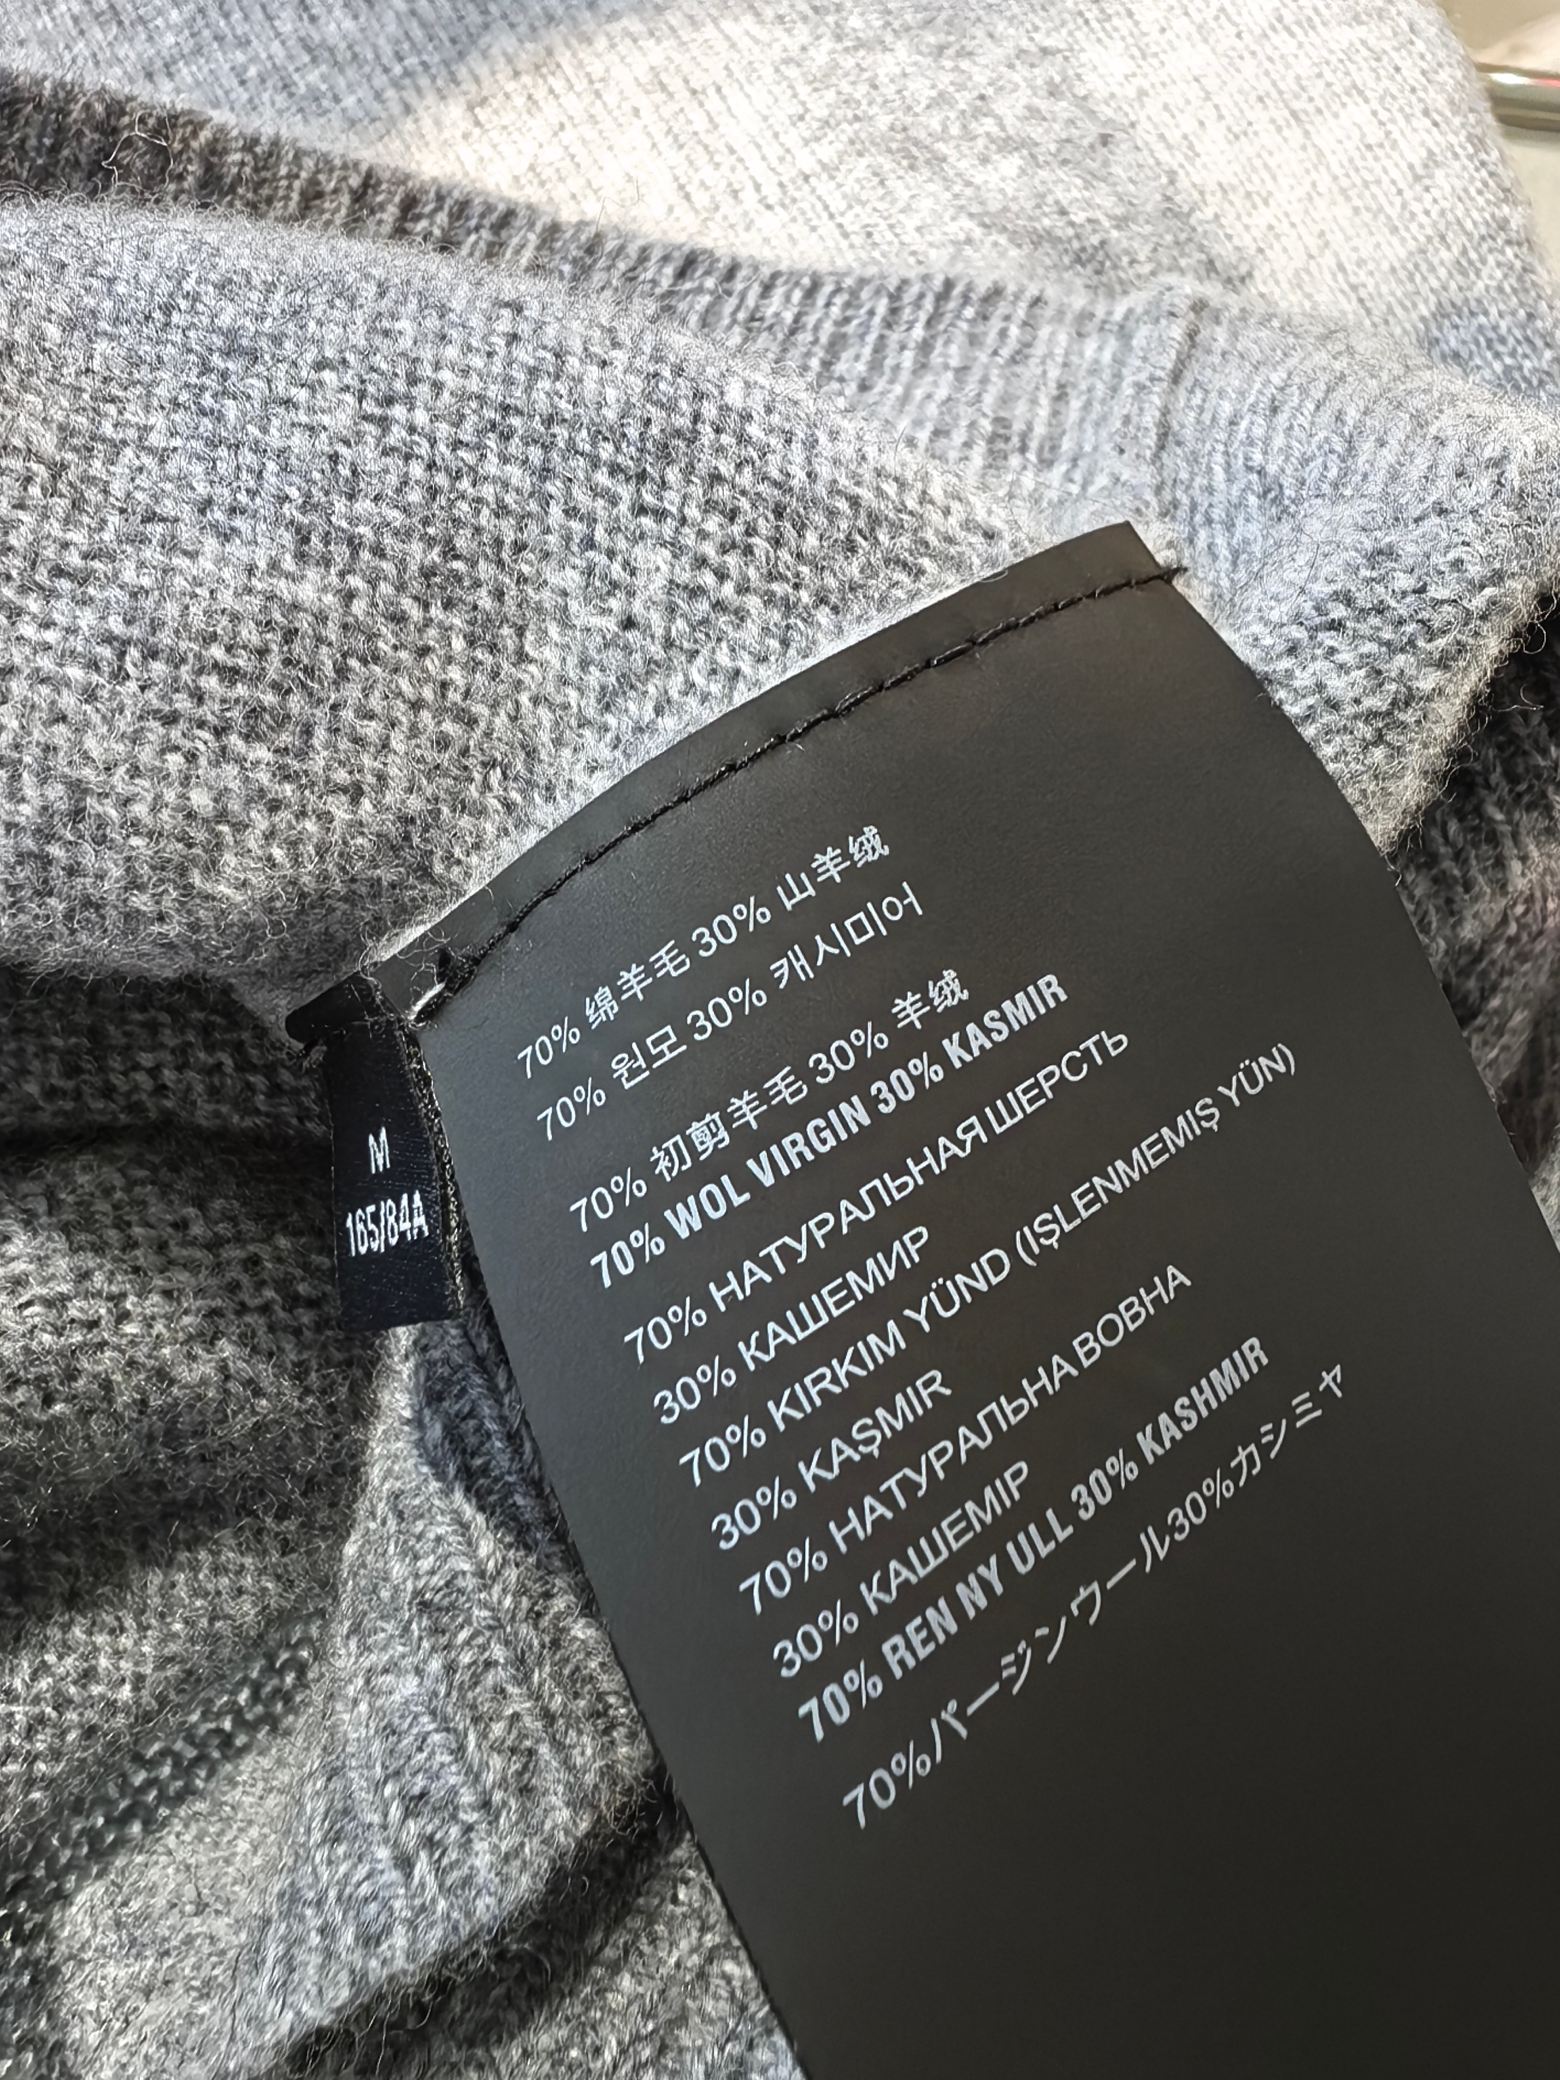 70% 绵羊毛 30% 山羊绒
70% 원모 30% 캐시미어
70% 初剪羊毛 30% 羊绒
70% WOL VIRGIN 30% KASMIR
70% НАТУРАЛЬНАЯ ШЕРСТЬ
30% КАШЕМИР
70% KIRKIM YÜND (IŞLENMEMIŞ YÜN)
30% KAŞMIR
70% НАТУРАЛЬНА ВОВНА
30% КАШЕМІР
70% REN NY ULL 30% KASHMIR
70%バージンウール30%カシミヤ
M
165/84A